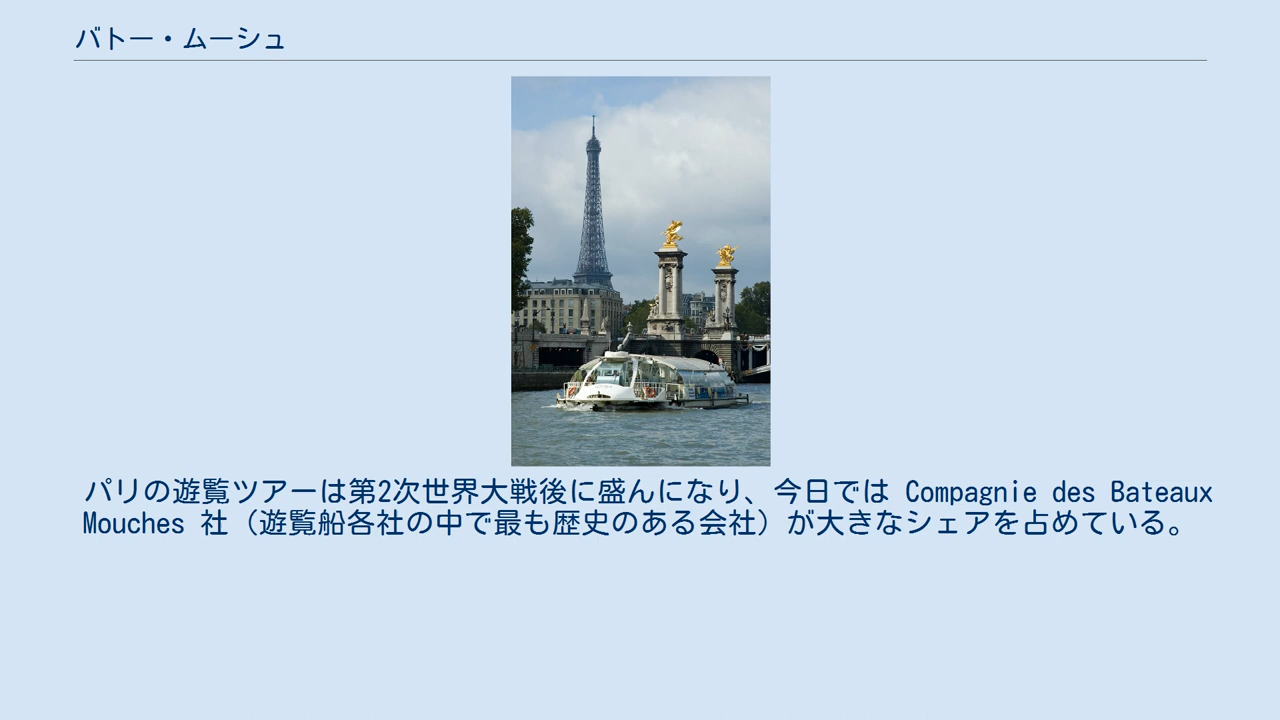 バトー・ムーシュ
パリの遊覧ツアーは第2次世界大戦後に盛んになり、今日では Compagnie des Bateaux
Mouches 社（遊覧船各社の中で最も歴史のある会社）が大きなシェアを占めている。